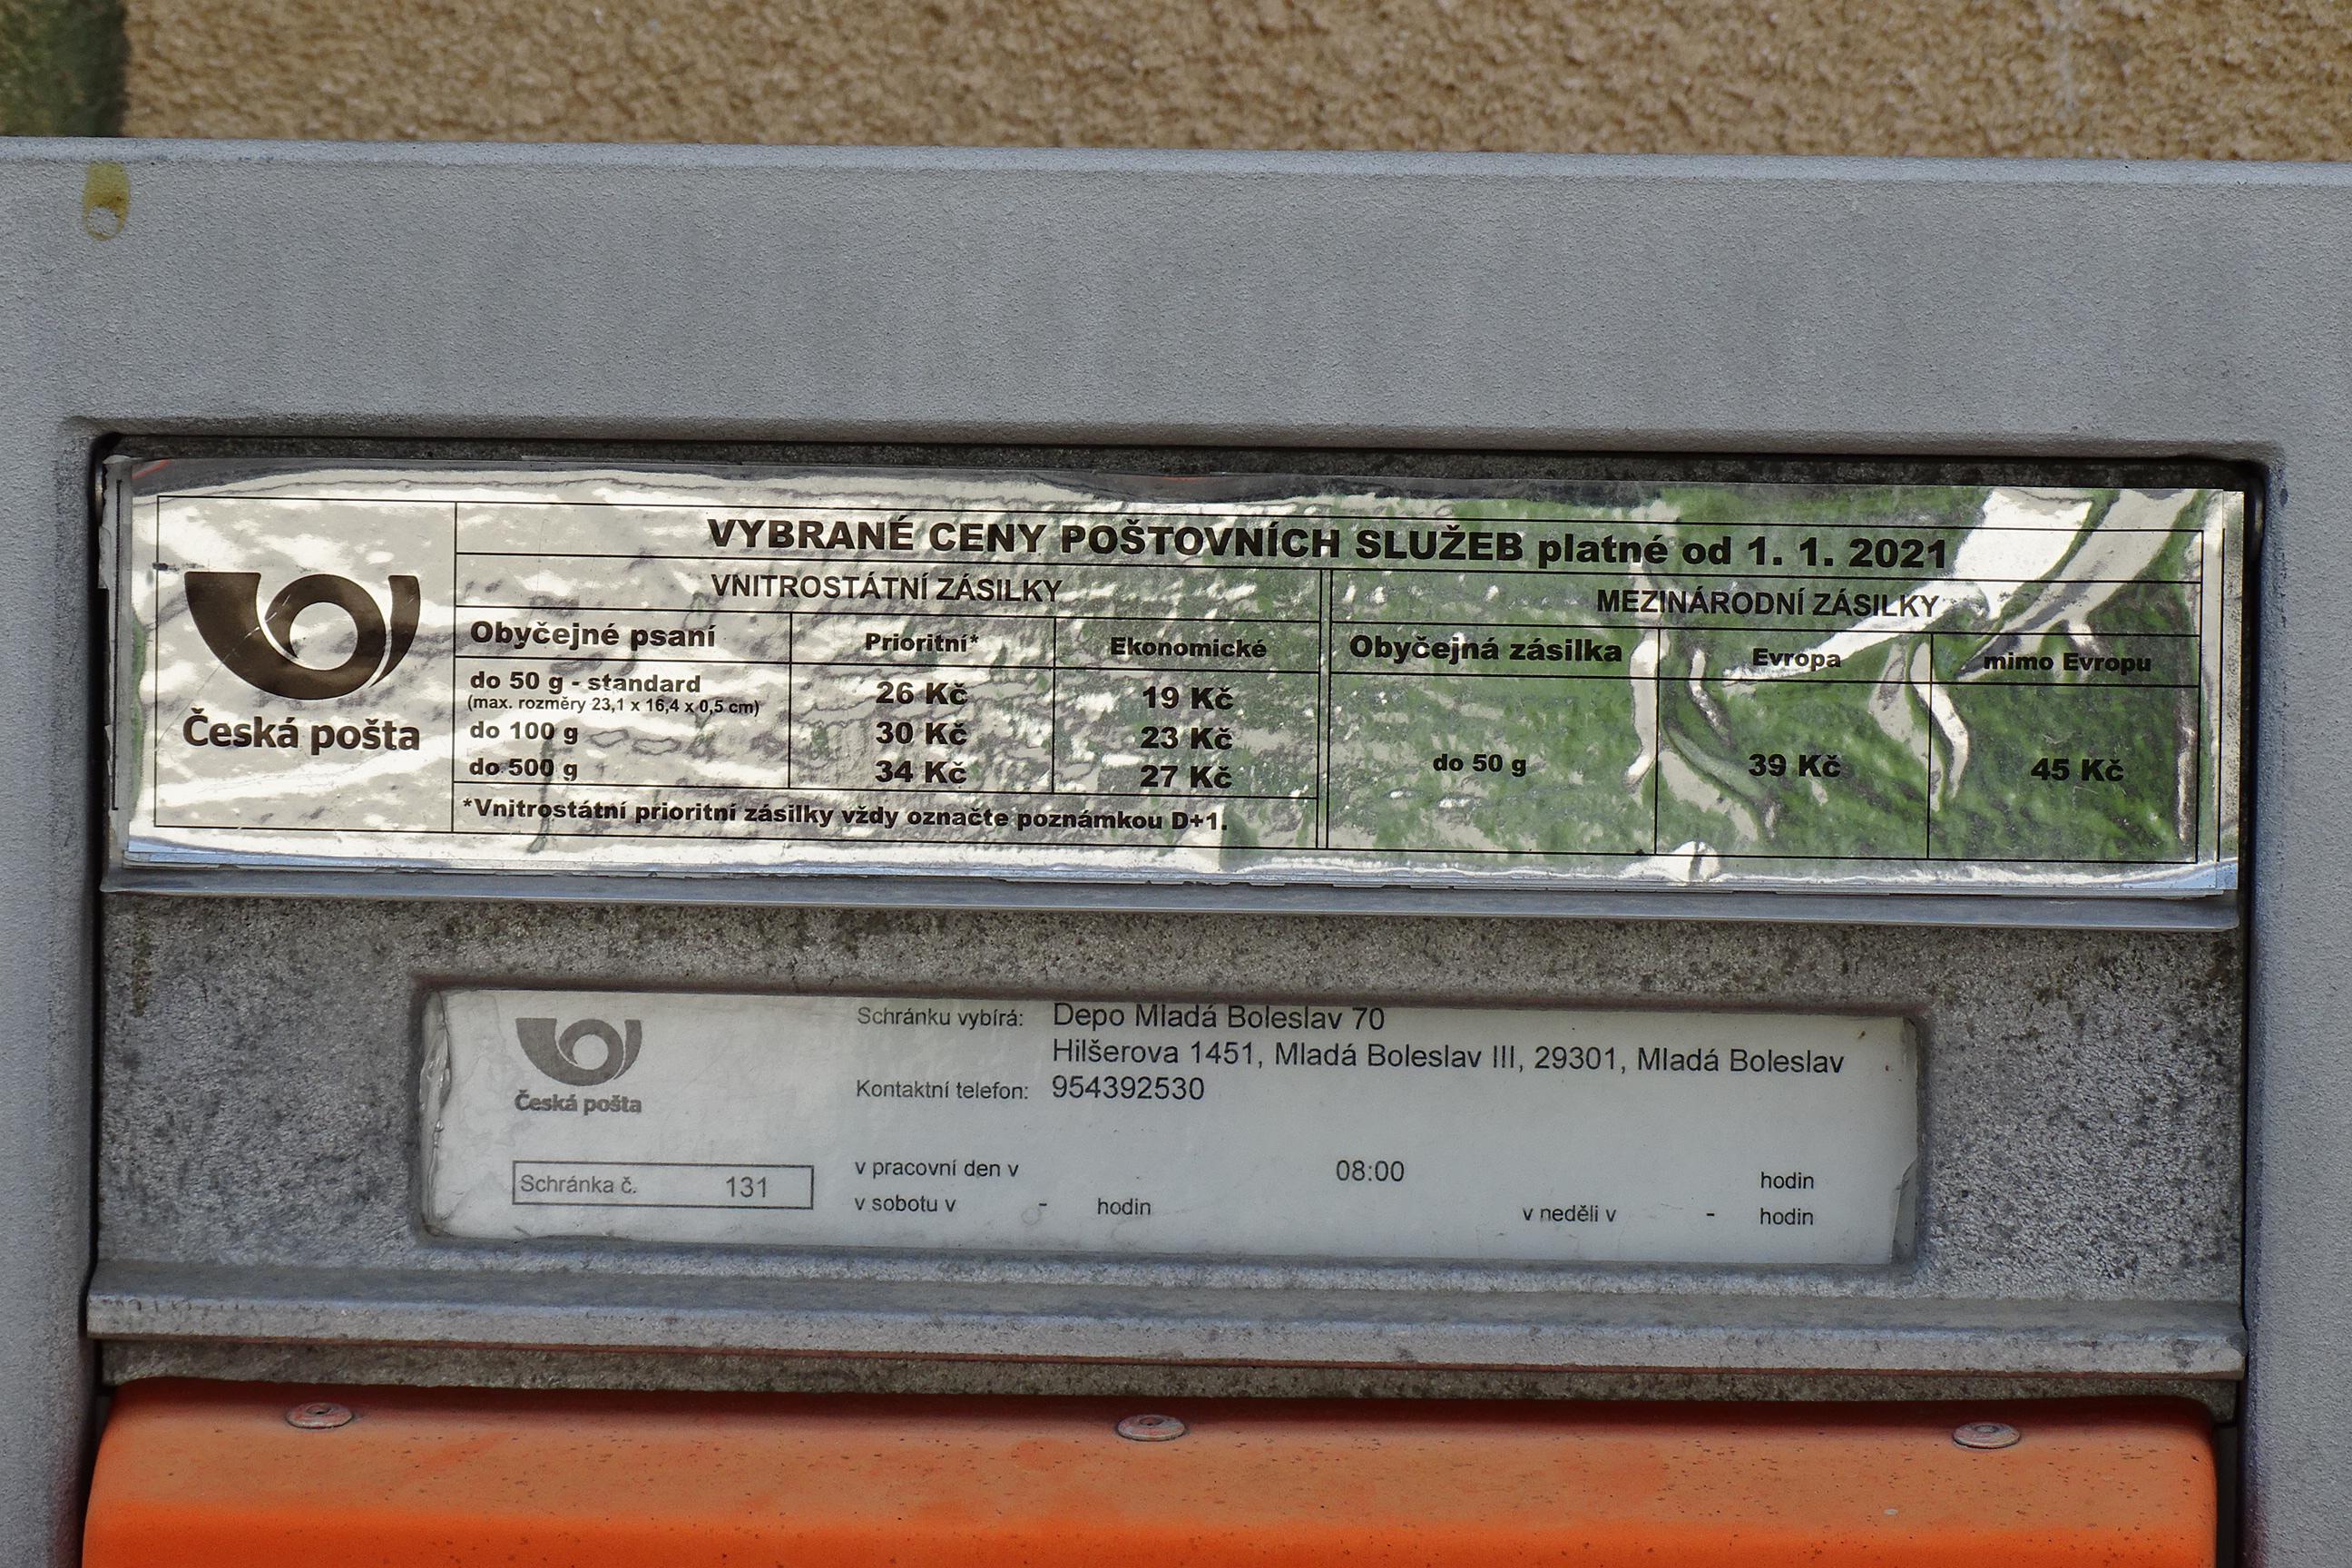 VYBRANÉ CENY POŠTOVNÍCH SLUŽEB platné od 1. 1. 2021
VNITROSTÁTNÍ ZÁSILKY MEZINÁRODNÍ ZÁSILKY
Obyčejné psaní Prioritní* Ekonomické Obyčejná zásilka Evropa mimo Evropu
do 50 g - standard 26 Kč 19 Kč
(max. rozměry 23,1 x 16,4 x 0,5 cm)
do 100 g 30 Kč 23 Kč
do 500 g 34 Kč 27 Kč
do 50 g 39 Kč 45 Kč
*Vnitrostátní prioritní zásilky vždy označte poznámkou D+1.
Česká pošta
Schránku vybírá: Depo Mladá Boleslav 70
Hilšerova 1451, Mladá Boleslav III, 29301, Mladá Boleslav
Kontaktní telefon: 954392530
Česká pošta
Schránka č. 131
v pracovní den v 08:00 hodin
v sobotu v - hodin v neděli v - hodin